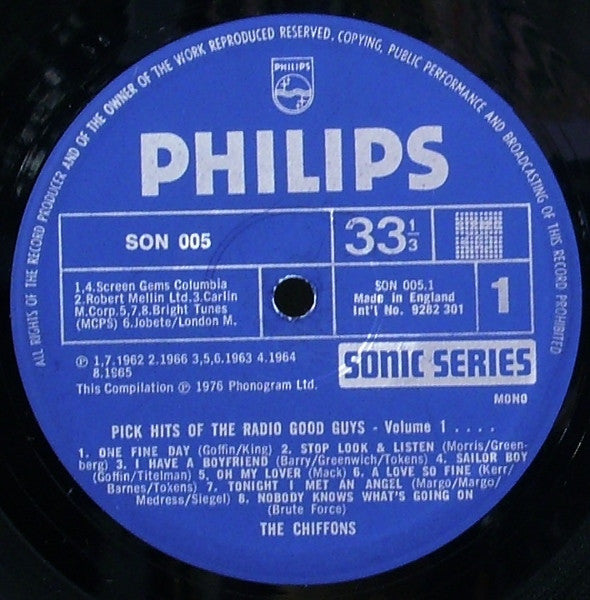 ALL RIGHTS OF THE RECORD PRODUCER AND OF THE OWNER OF THE WORK REPRODUCED RESERVED. COPYING, PUBLIC PERFORMANCE AND BROADCASTING OF THIS RECORD PROHIBITED
PHILIPS
PHILIPS
SON 005
33 1/3
1,4.Screen Gems Columbia
2.Robert Mellin Ltd. 3.Carlin
M.Corp. 5,7,8.Bright Tunes
(MCPS) 6.Jobete/London M.
SON 005.1
Made in England
Int'l No. 9282 301
1
℗ 1,7.1962 2.1966 3,5,6.1963 4.1964
8.1965
This Compilation ℗ 1976 Phonogram Ltd.
SONIC SERIES
MONO
PICK HITS OF THE RADIO GOOD GUYS - Volume 1 . . . .
1. ONE FINE DAY (Goffin/King) 2. STOP LOOK & LISTEN (Morris/Green-
berg) 3. I HAVE A BOYFRIEND (Barry/Greenwich/Tokens) 4. SAILOR BOY
(Goffin/Titelman) 5. OH MY LOVER (Mack) 6. A LOVE SO FINE (Kerr/
Barnes/Tokens) 7. TONIGHT I MET AN ANGEL (Margo/Margo/
Medress/Siegel) 8. NOBODY KNOWS WHAT'S GOING ON
(Brute Force)
THE CHIFFONS